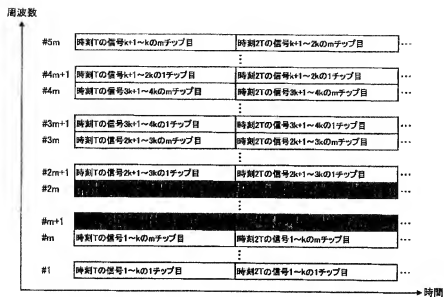 周波数
#5m 時刻Tの信号k+1～kのmチップ目 時刻2Tの信号k+1～2kのmチップ目 …
⋮
#4m+1 時刻Tの信号k+1～2kの1チップ目 時刻2Tの信号k+1～2kの1チップ目 …
#4m 時刻Tの信号3k+1～4kのmチップ目 時刻2Tの信号3k+1～4kのmチップ目 …
⋮
#3m+1 時刻Tの信号3k+1～4kの1チップ目 時刻2Tの信号3k+1～4kの1チップ目 …
#3m 時刻Tの信号2k+1～3kのmチップ目 時刻2Tの信号2k+1～3kのmチップ目 …
⋮
#2m+1 時刻Tの信号2k+1～3kの1チップ目 時刻2Tの信号2k+1～3kの1チップ目 …
#2m …
⋮
#m+1 …
#m 時刻Tの信号1～kのmチップ目 時刻2Tの信号1～kのmチップ目 …
⋮
#1 時刻Tの信号1～kの1チップ目 時刻2Tの信号1～kの1チップ目 …
時間